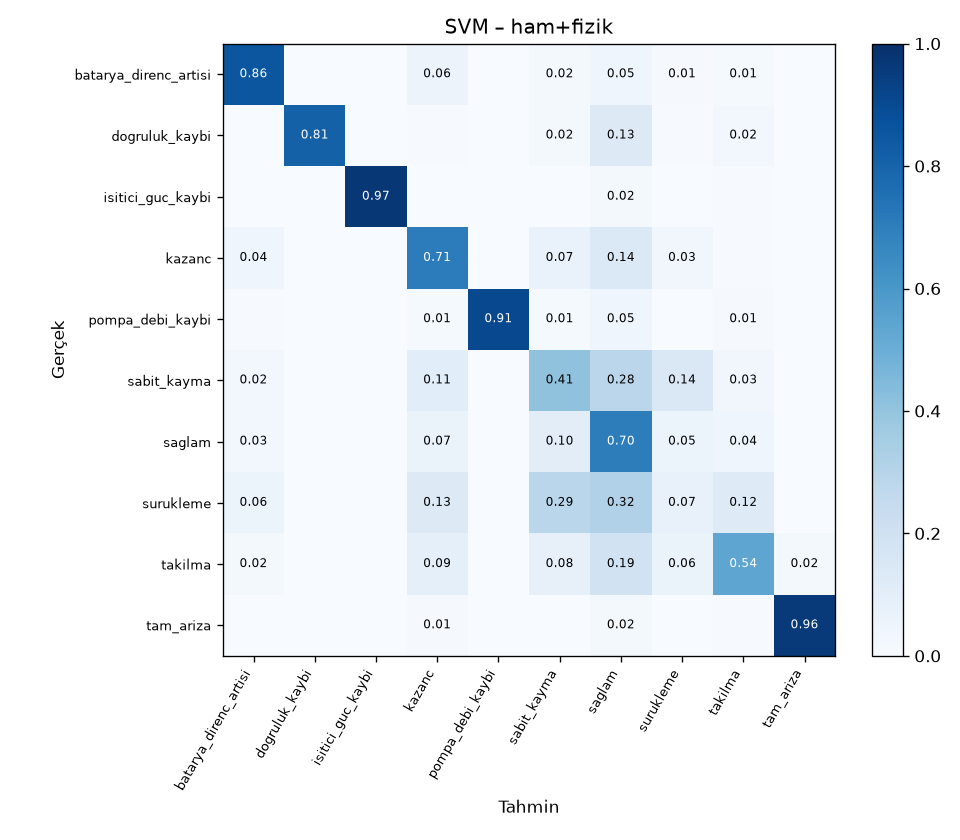 SVM – ham+fizik
batarya_direnc_artisi 0.86 0.06 0.02 0.05 0.01 0.01
dogruluk_kaybi 0.81 0.02 0.13 0.02
isitici_guc_kaybi 0.97 0.02
kazanc 0.04 0.71 0.07 0.14 0.03
pompa_debi_kaybi 0.01 0.91 0.01 0.05 0.01
sabit_kayma 0.02 0.11 0.41 0.28 0.14 0.03
saglam 0.03 0.07 0.10 0.70 0.05 0.04
surukleme 0.06 0.13 0.29 0.32 0.07 0.12
takilma 0.02 0.09 0.08 0.19 0.06 0.54 0.02
tam_ariza 0.01 0.02 0.96
Gerçek
batarya_direnc_artisi
dogruluk_kaybi
isitici_guc_kaybi
kazanc
pompa_debi_kaybi
sabit_kayma
saglam
surukleme
takilma
tam_ariza
Tahmin
1.0
0.8
0.6
0.4
0.2
0.0